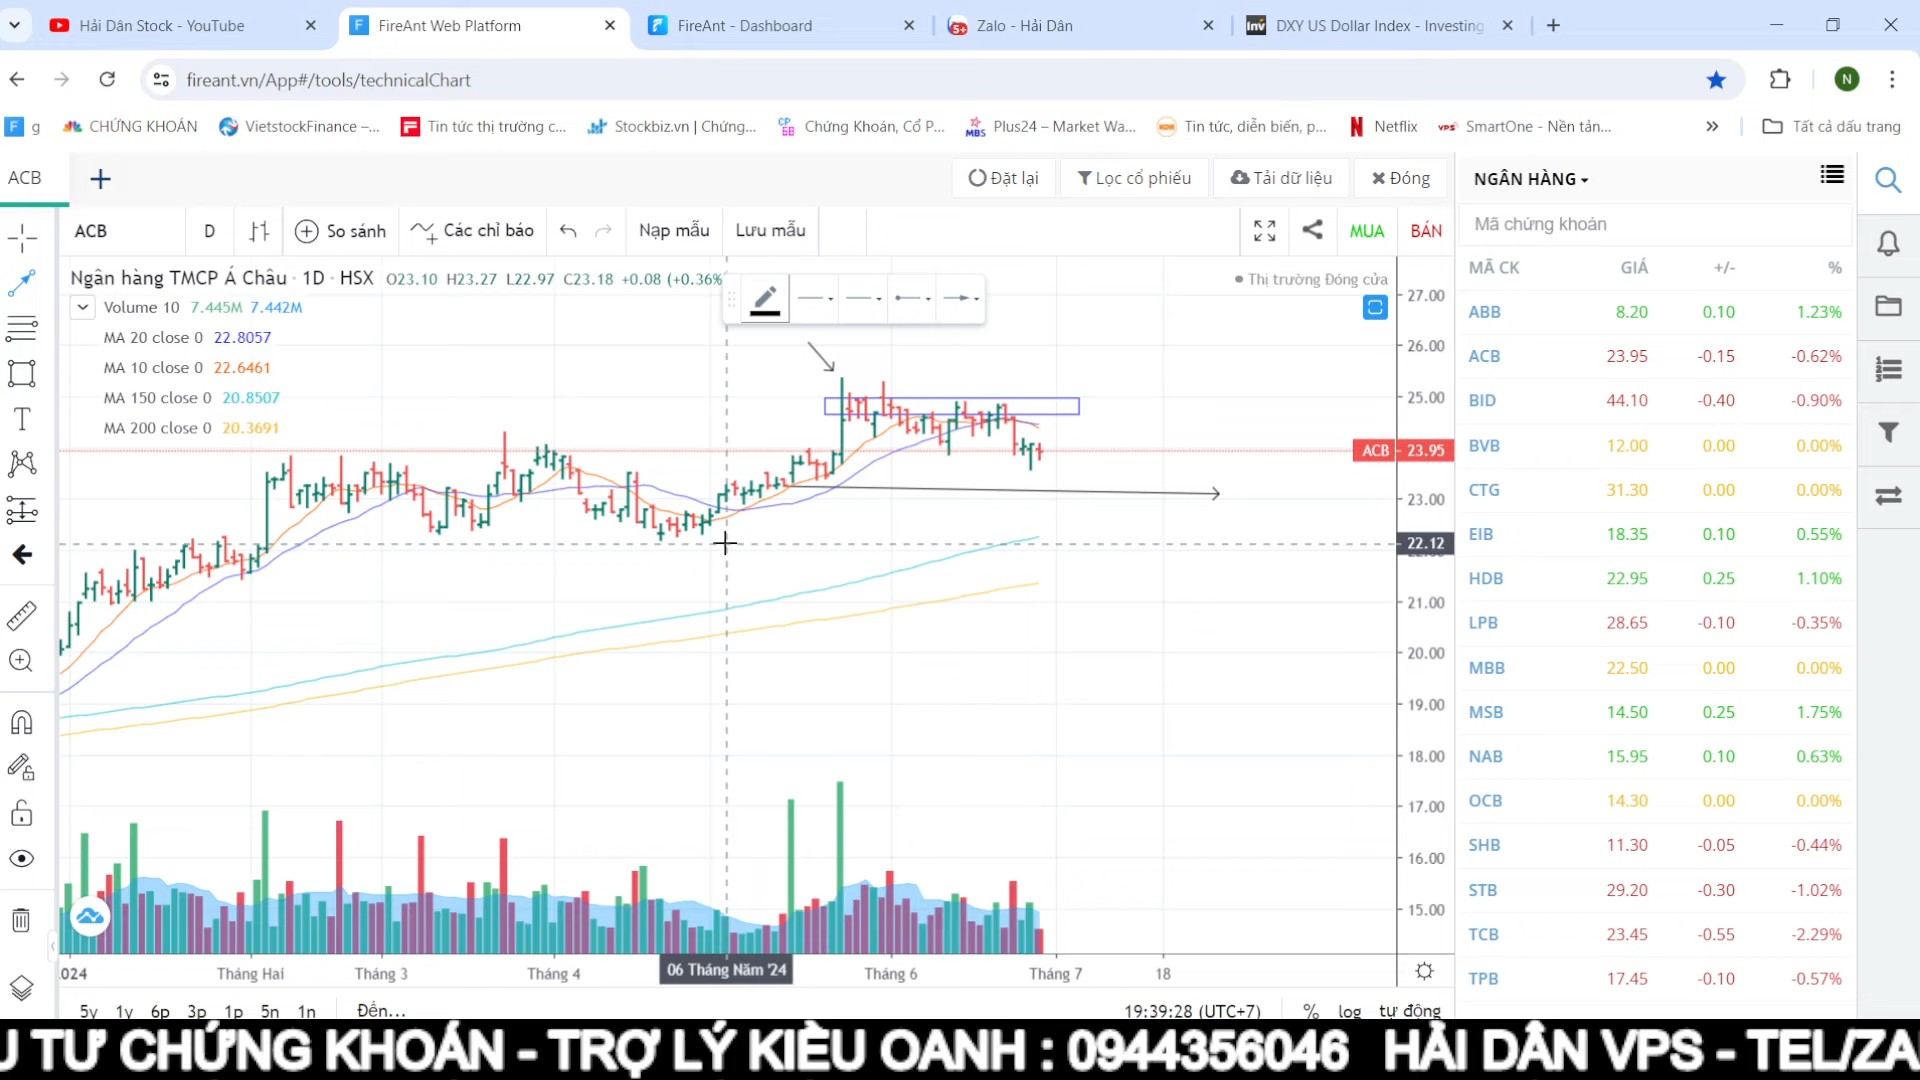 Hải Dân Stock - YouTube
FireAnt Web Platform
FireAnt - Dashboard
Zalo - Hải Dân
DXY US Dollar Index - Investing
fireant.vn/App#/tools/technicalChart
N
g
CHỨNG KHOÁN
VietstockFinance –...
Tin tức thị trường c...
Stockbiz.vn | Chứng...
Chứng Khoán, Cổ P...
Plus24 – Market Wa...
Tin tức, diễn biến, p...
Netflix
SmartOne - Nền tản...
Tất cả dấu trang
ACB
Đặt lại
Lọc cổ phiếu
Tải dữ liệu
Đóng
NGÂN HÀNG
ACB
D
So sánh
Các chỉ báo
Nạp mẫu
Lưu mẫu
MUA
BÁN
Mã chứng khoán
Ngân hàng TMCP Á Châu · 1D · HSX O23.10 H23.27 L22.97 C23.18 +0.08 (+0.36%
Thị trường Đóng cửa
Volume 10 7.445M 7.442M
MA 20 close 0 22.8057
MA 10 close 0 22.6461
MA 150 close 0 20.8507
MA 200 close 0 20.3691
27.00
26.00
25.00
ACB 23.95
23.00
22.12
21.00
20.00
19.00
18.00
17.00
16.00
15.00
MÃ CK GIÁ +/- %
ABB 8.20 0.10 1.23%
ACB 23.95 -0.15 -0.62%
BID 44.10 -0.40 -0.90%
BVB 12.00 0.00 0.00%
CTG 31.30 0.00 0.00%
EIB 18.35 0.10 0.55%
HDB 22.95 0.25 1.10%
LPB 28.65 -0.10 -0.35%
MBB 22.50 0.00 0.00%
MSB 14.50 0.25 1.75%
NAB 15.95 0.10 0.63%
OCB 14.30 0.00 0.00%
SHB 11.30 -0.05 -0.44%
STB 29.20 -0.30 -1.02%
TCB 23.45 -0.55 -2.29%
TPB 17.45 -0.10 -0.57%
2024 Tháng Hai Tháng 3 Tháng 4 06 Tháng Năm '24 Tháng 6 Tháng 7 18
5y 1y 6p 3p 1p 5n 1n Đến...
19:39:28 (UTC+7) % log tự động
U TƯ CHỨNG KHOÁN - TRỢ LÝ KIỀU OANH : 0944356046 HẢI DÂN VPS - TEL/ZA